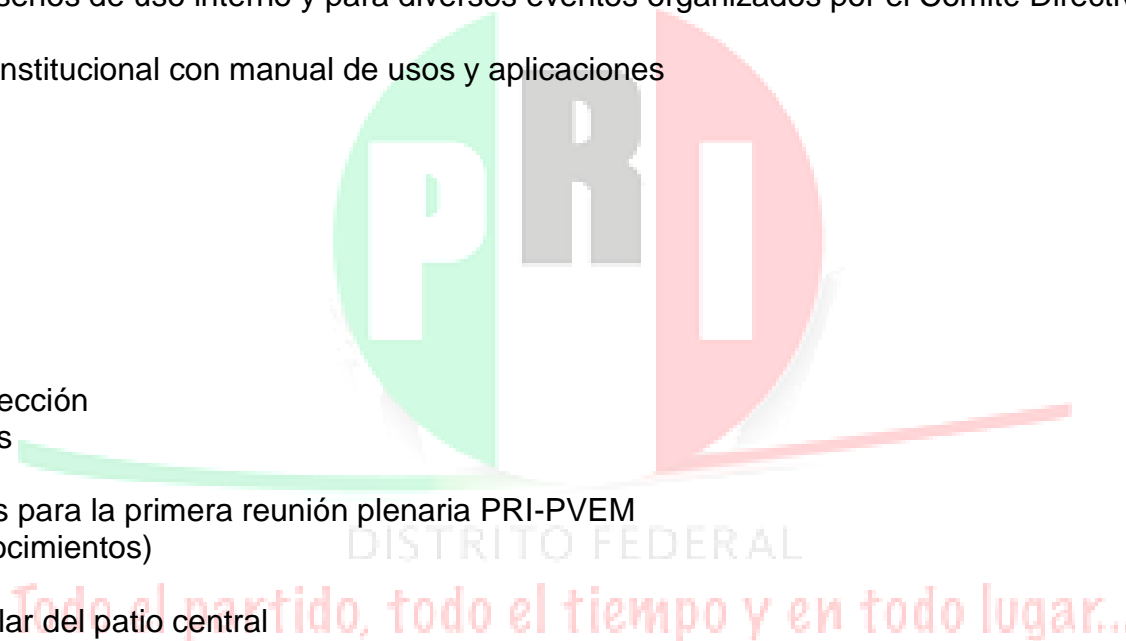 seños de uso interno y para diversos eventos organizados por el Comité Directiv
nstitucional con manual de usos y aplicaciones
PRI
ección
s
s para la primera reunión plenaria PRI-PVEM
ocimientos)
DISTRITO FEDERAL
lar del patio central
Todo el partido, todo el tiempo y en todo lugar...